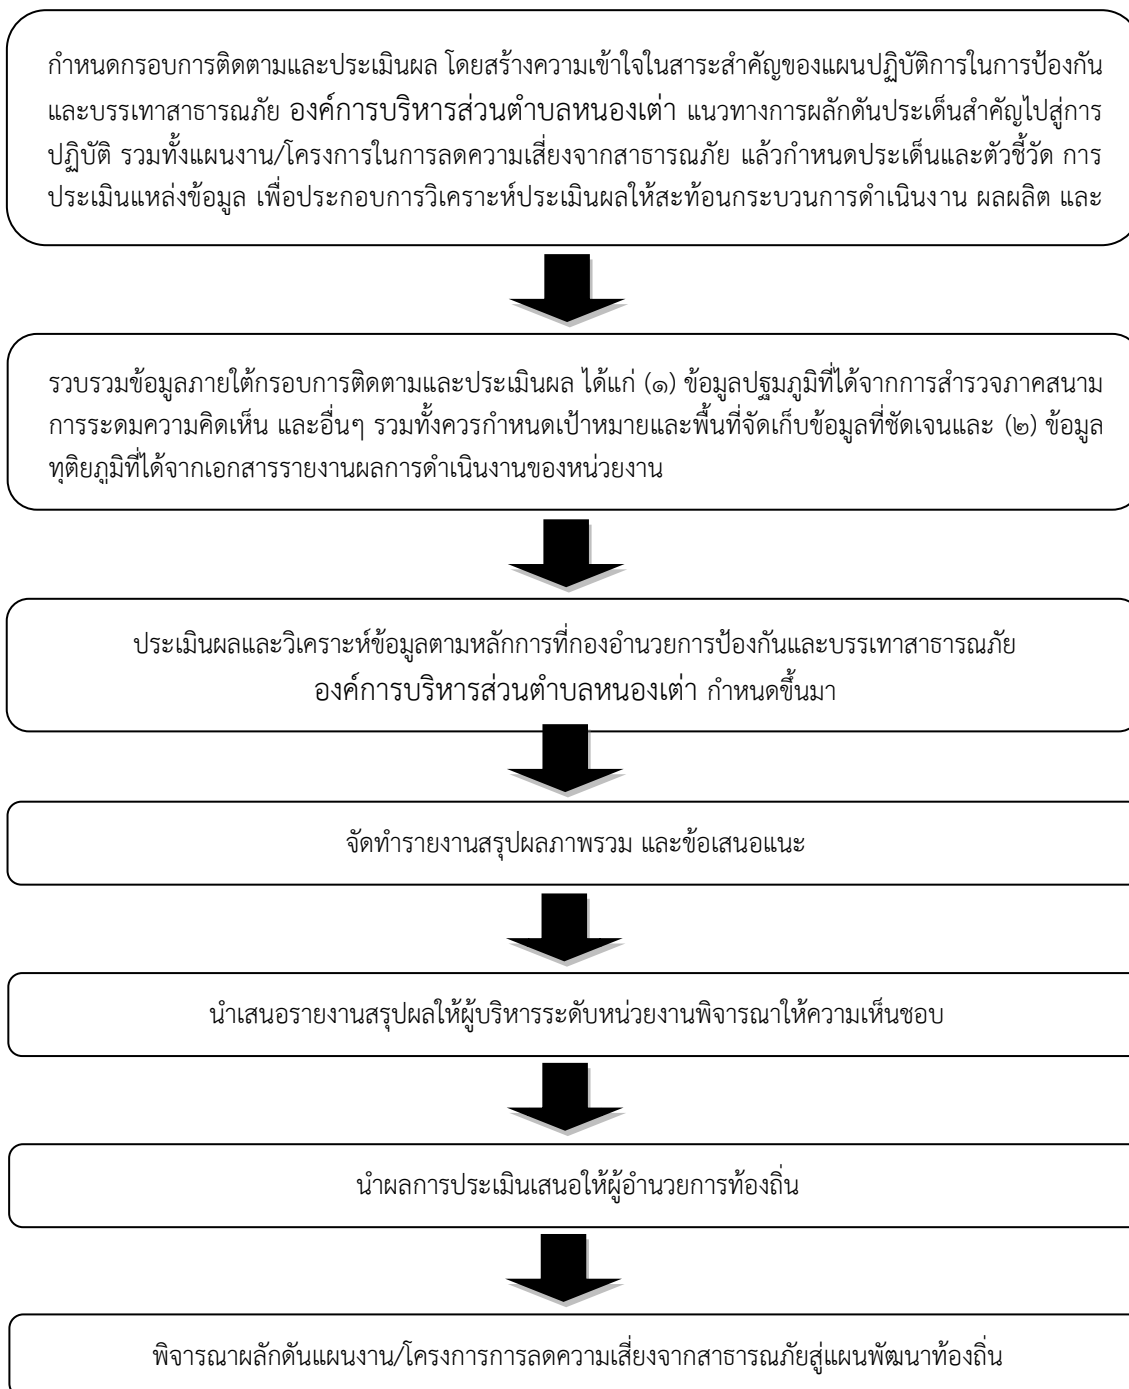 กำหนดกรอบการติดตามและประเมินผล โดยสร้างความเข้าใจในสาระสำคัญของแผนปฏิบัติการในการป้องกัน
และบรรเทาสาธารณภัย องค์การบริหารส่วนตำบลหนองเต่า แนวทางการผลักดันประเด็นสำคัญไปสู่การ
ปฏิบัติ รวมทั้งแผนงาน/โครงการในการลดความเสี่ยงจากสาธารณภัย แล้วกำหนดประเด็นและตัวชี้วัด การ
ประเมินแหล่งข้อมูล เพื่อประกอบการวิเคราะห์ประเมินผลให้สะท้อนกระบวนการดำเนินงาน ผลผลิต และ
รวบรวมข้อมูลภายใต้กรอบการติดตามและประเมินผล ได้แก่ (๑) ข้อมูลปฐมภูมิที่ได้จากการสำรวจภาคสนาม
การระดมความคิดเห็น และอื่นๆ รวมทั้งควรกำหนดเป้าหมายและพื้นที่จัดเก็บข้อมูลที่ชัดเจนและ (๒) ข้อมูล
ทุติยภูมิที่ได้จากเอกสารรายงานผลการดำเนินงานของหน่วยงาน
ประเมินผลและวิเคราะห์ข้อมูลตามหลักการที่กองอำนวยการป้องกันและบรรเทาสาธารณภัย
องค์การบริหารส่วนตำบลหนองเต่า กำหนดขึ้นมา
จัดทำรายงานสรุปผลภาพรวม และข้อเสนอแนะ
นำเสนอรายงานสรุปผลให้ผู้บริหารระดับหน่วยงานพิจารณาให้ความเห็นชอบ
นำผลการประเมินเสนอให้ผู้อำนวยการท้องถิ่น
พิจารณาผลักดันแผนงาน/โครงการการลดความเสี่ยงจากสาธารณภัยสู่แผนพัฒนาท้องถิ่น